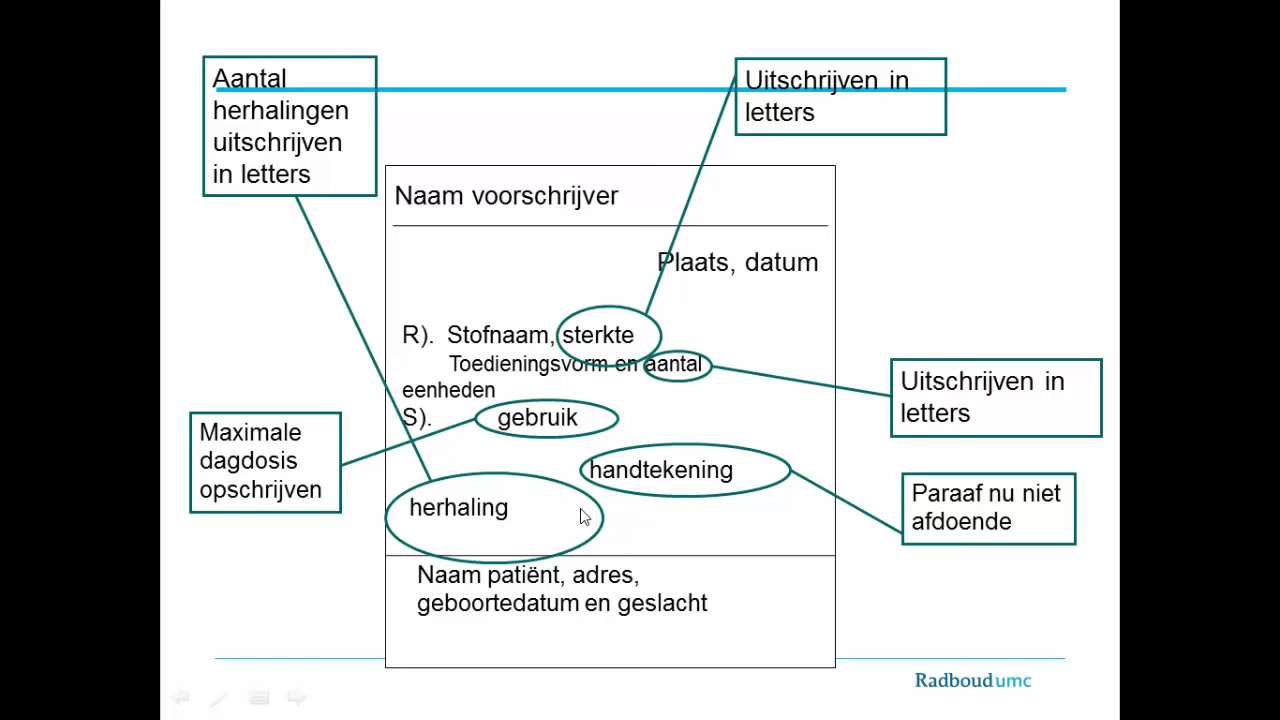 Aantal
herhalingen
uitschrijven
in letters
Uitschrijven in
letters
Naam voorschrijver
Plaats, datum
R). Stofnaam, sterkte
Toedieningsvorm en aantal
eenheden
S). gebruik
Uitschrijven in
letters
Maximale
dagdosis
opschrijven
handtekening
Paraaf nu niet
afdoende
herhaling
Naam patiënt, adres,
geboortedatum en geslacht
Radboudumc